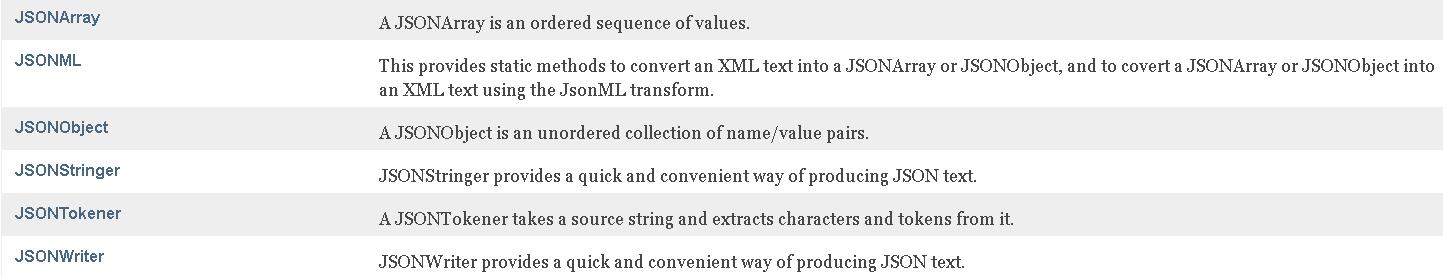 JSONArray A JSONArray is an ordered sequence of values.
JSONML This provides static methods to convert an XML text into a JSONArray or JSONObject, and to covert a JSONArray or JSONObject into
an XML text using the JsonML transform.
JSONObject A JSONObject is an unordered collection of name/value pairs.
JSONStringer JSONStringer provides a quick and convenient way of producing JSON text.
JSONTokener A JSONTokener takes a source string and extracts characters and tokens from it.
JSONWriter JSONWriter provides a quick and convenient way of producing JSON text.